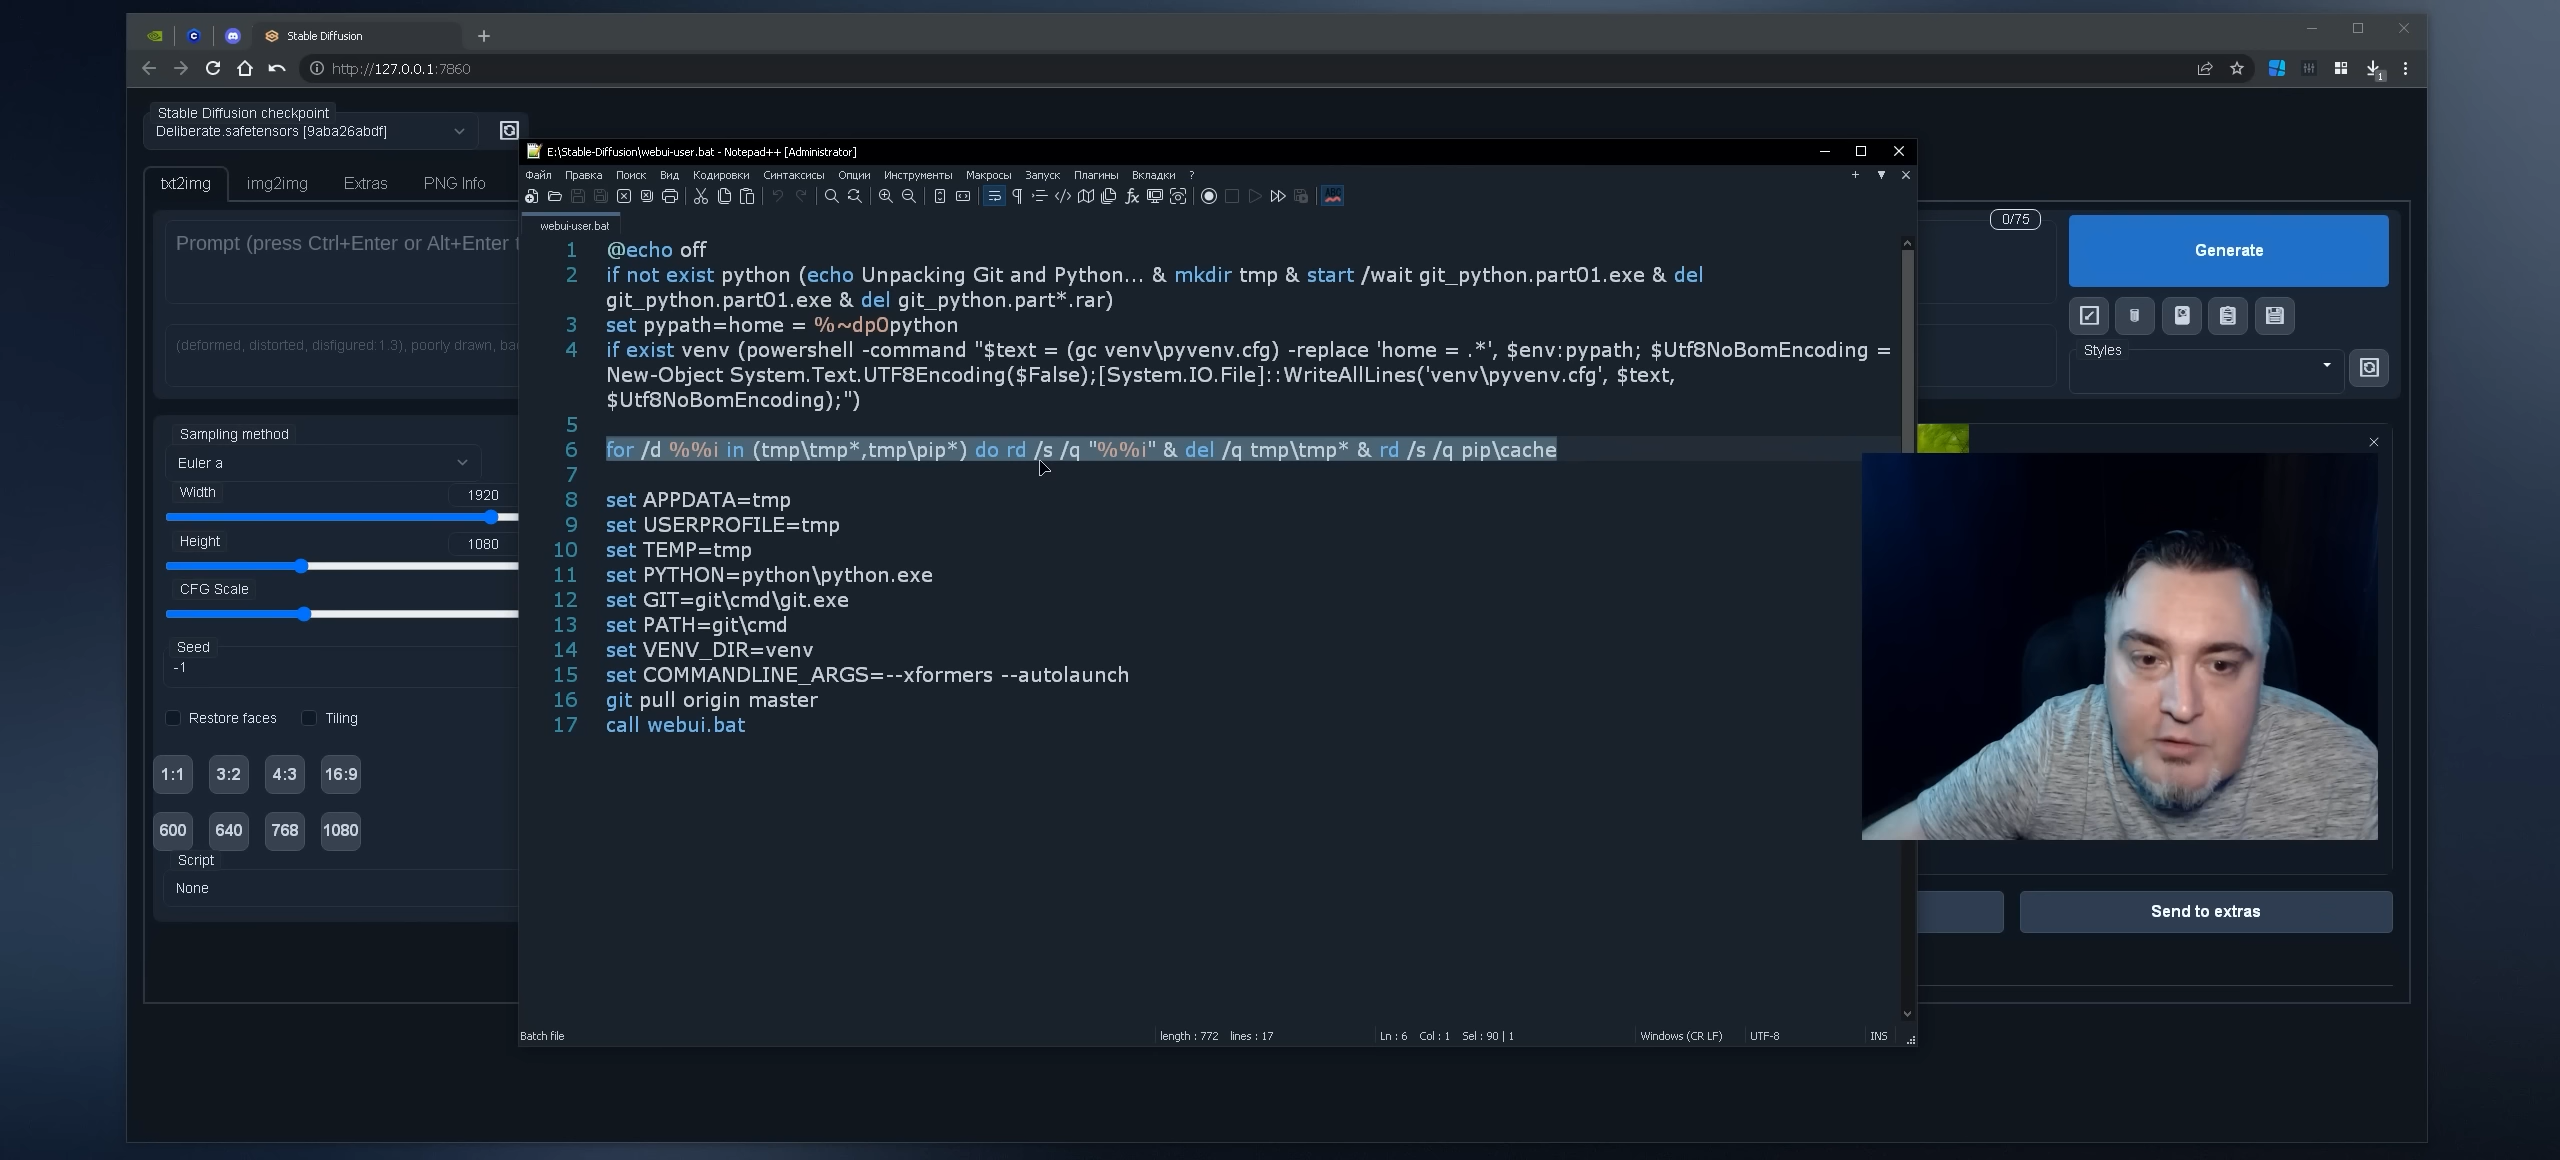 Stable Diffusion
http://127.0.0.1:7860
1
Stable Diffusion checkpoint
Deliberate.safetensors [9aba26abdf]
txt2img img2img Extras PNG Info
Prompt (press Ctrl+Enter or Alt+Enter
(deformed, distorted, disfigured:1.3), poorly drawn,
Sampling method
Euler a
Width
1920
Height
1080
CFG Scale
Seed
-1
Restore faces Tiling
1:1 3:2 4:3 16:9
600 640 768 1080
Script
None
E:\Stable-Diffusion\webui-user.bat - Notepad++ [Administrator]
Файл Правка Поиск Вид Кодировки Синтаксисы Опции Инструменты Макросы Запуск Плагины Вкладки ?
ABC
webui-user.bat
1 @echo off
2 if not exist python (echo Unpacking Git and Python... & mkdir tmp & start /wait git_python.part01.exe & del
git_python.part01.exe & del git_python.part*.rar)
3 set pypath=home = %~dp0python
4 if exist venv (powershell -command "$text = (gc venv\pyvenv.cfg) -replace 'home = .*', $env:pypath; $Utf8NoBomEncoding =
New-Object System.Text.UTF8Encoding($False);[System.IO.File]::WriteAllLines('venv\pyvenv.cfg', $text,
$Utf8NoBomEncoding);")
5
6 for /d %%i in (tmp\tmp*,tmp\pip*) do rd /s /q "%%i" & del /q tmp\tmp* & rd /s /q pip\cache
7
8 set APPDATA=tmp
9 set USERPROFILE=tmp
10 set TEMP=tmp
11 set PYTHON=python\python.exe
12 set GIT=git\cmd\git.exe
13 set PATH=git\cmd
14 set VENV_DIR=venv
15 set COMMANDLINE_ARGS=--xformers --autolaunch
16 git pull origin master
17 call webui.bat
Batch file length : 772 lines : 17 Ln : 6 Col : 1 Sel : 90 | 1 Windows (CR LF) UTF-8 INS
0/75
Generate
Styles
Send to extras